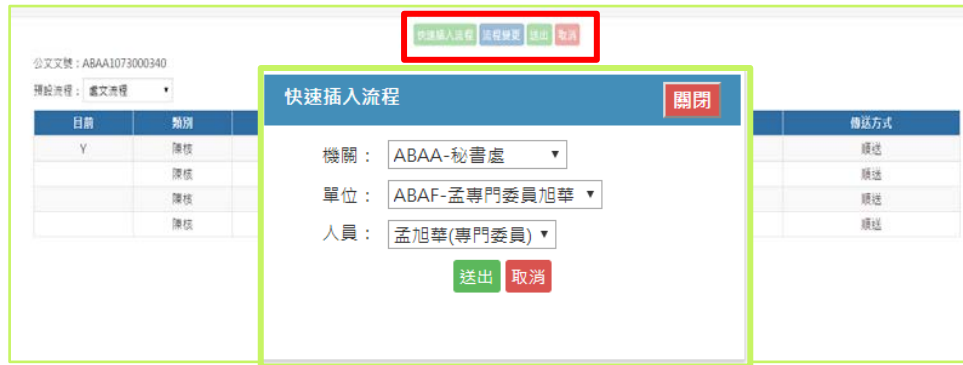 快速插入流程 流程變更 送出 取消
公文文號：ABAA1073000340
預設流程： 處文流程
目前 類別 傳送方式
Y 陳核 順送
陳核 順送
陳核 順送
陳核 順送
快速插入流程 關閉
機關： ABAA-秘書處
單位： ABAF-孟專門委員旭華
人員： 孟旭華(專門委員)
送出 取消